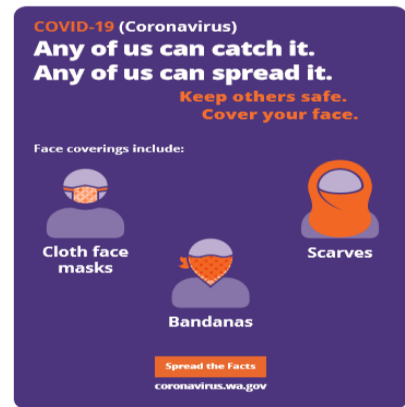 COVID-19 (Coronavirus)
Any of us can catch it.
Any of us can spread it.
Keep others safe.
Cover your face.
Face coverings include:
Cloth face
masks
Scarves
Bandanas
Spread the Facts
coronavirus.wa.gov